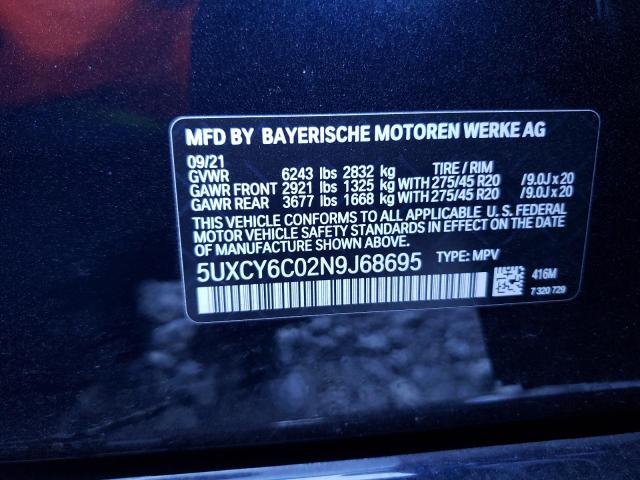 MFD BY BAYERISCHE MOTOREN WERKE AG
09/21
GVWR 6243 lbs 2832 kg TIRE / RIM
GAWR FRONT 2921 lbs 1325 kg WITH 275/45 R20 /9.0J x 20
GAWR REAR 3677 lbs 1668 kg WITH 275/45 R20 /9.0J x 20
THIS VEHICLE CONFORMS TO ALL APPLICABLE U.S. FEDERAL
MOTOR VEHICLE SAFETY STANDARDS IN EFFECT ON THE DATE
OF MANUFACTURE SHOWN ABOVE.
5UXCY6C02N9J68695 TYPE: MPV
416M
7 320 729